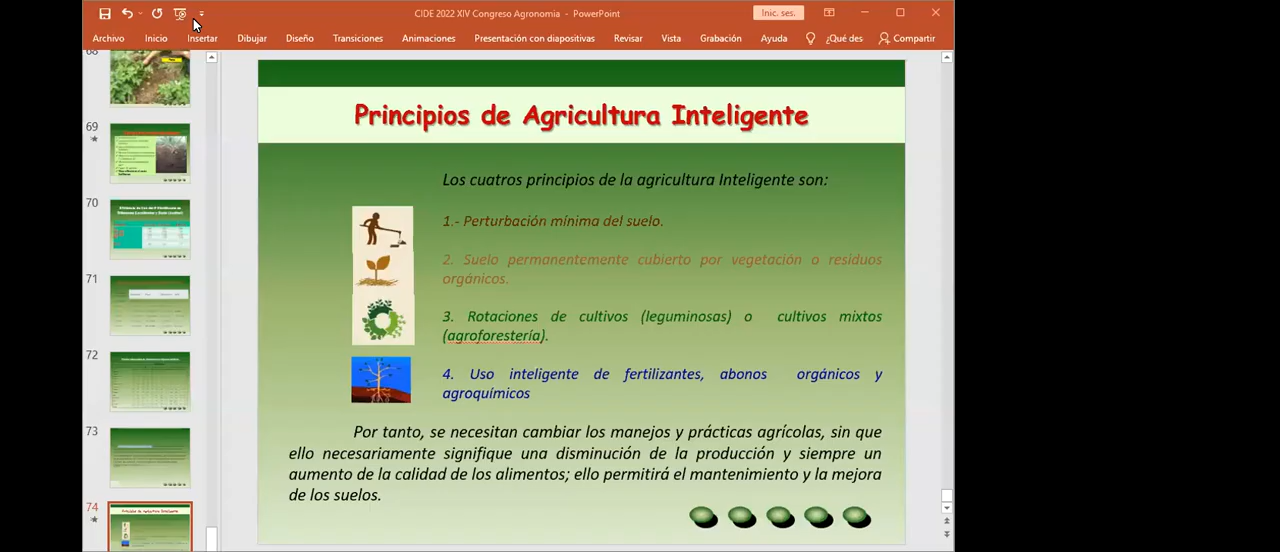 CIDE 2022 XIV Congreso Agronomia - PowerPoint
Inic. ses.
Archivo Inicio Insertar Dibujar Diseño Transiciones Animaciones Presentación con diapositivas Revisar Vista Grabación Ayuda ¿Qué des Compartir
68
69
70
71
72
73
74
Principios de Agricultura Inteligente
Los cuatros principios de la agricultura Inteligente son:
1.- Perturbación mínima del suelo.
2. Suelo permanentemente cubierto por vegetación o residuos
orgánicos.
3. Rotaciones de cultivos (leguminosas) o cultivos mixtos
(agroforestería).
4. Uso inteligente de fertilizantes, abonos orgánicos y
agroquímicos
Por tanto, se necesitan cambiar los manejos y prácticas agrícolas, sin que
ello necesariamente signifique una disminución de la producción y siempre un
aumento de la calidad de los alimentos; ello permitirá el mantenimiento y la mejora
de los suelos.